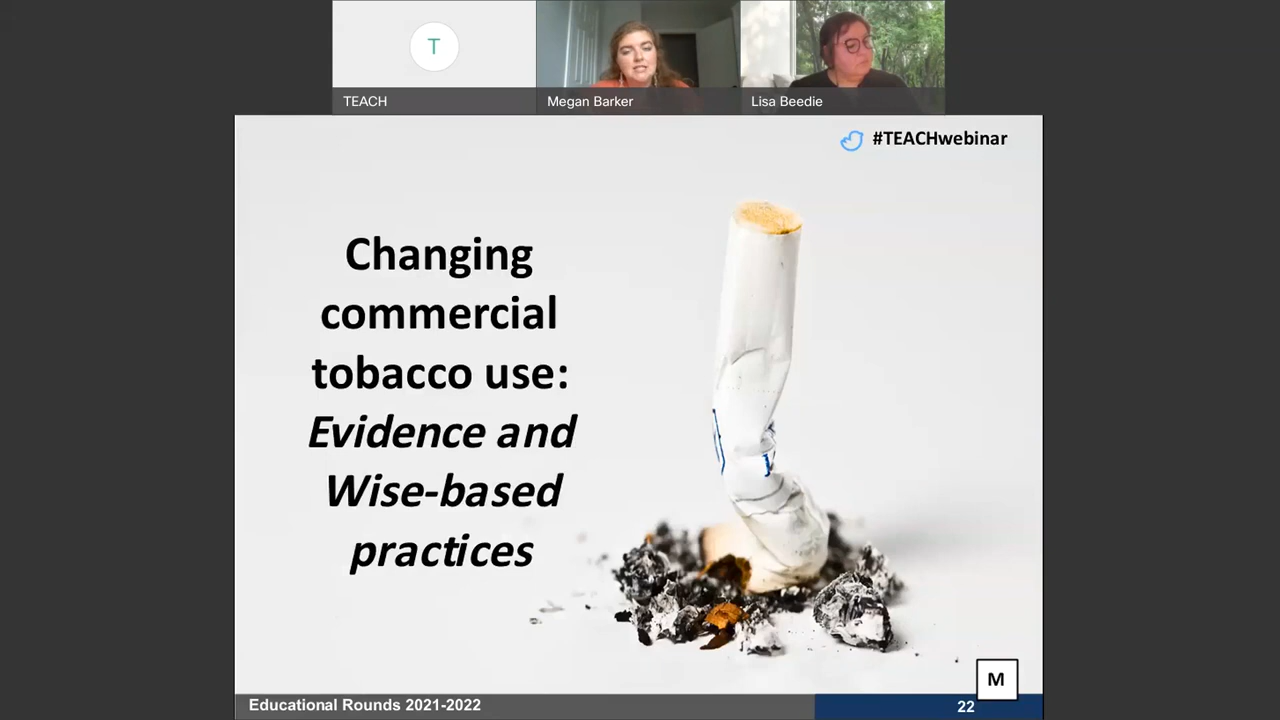 T
TEACH
Megan Barker
Lisa Beedie
#TEACHwebinar
Changing
commercial
tobacco use:
Evidence and
Wise-based
practices
M
Educational Rounds 2021-2022
22